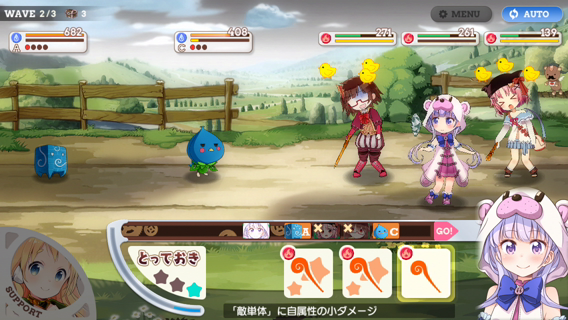 WAVE 2/3 3
MENU
AUTO
682
A
408
C
271
261
139
A
C
GO!
とっておき
SUPPORT
「敵単体」に自属性の小ダメージ